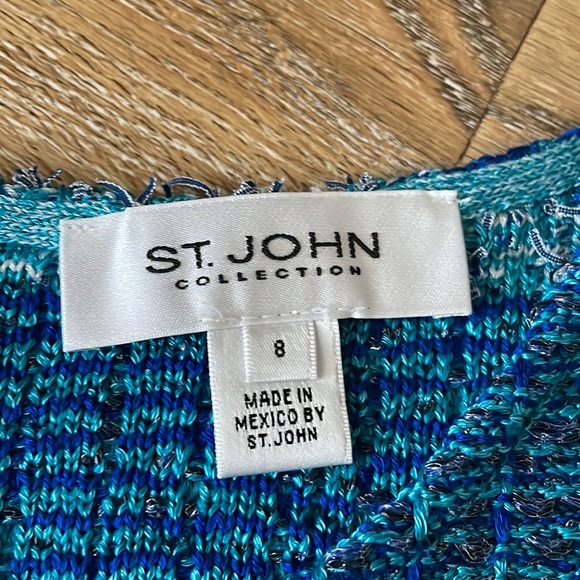 ST. JOHN
COLLECTION
8
MADE IN
MEXICO BY
ST. JOHN